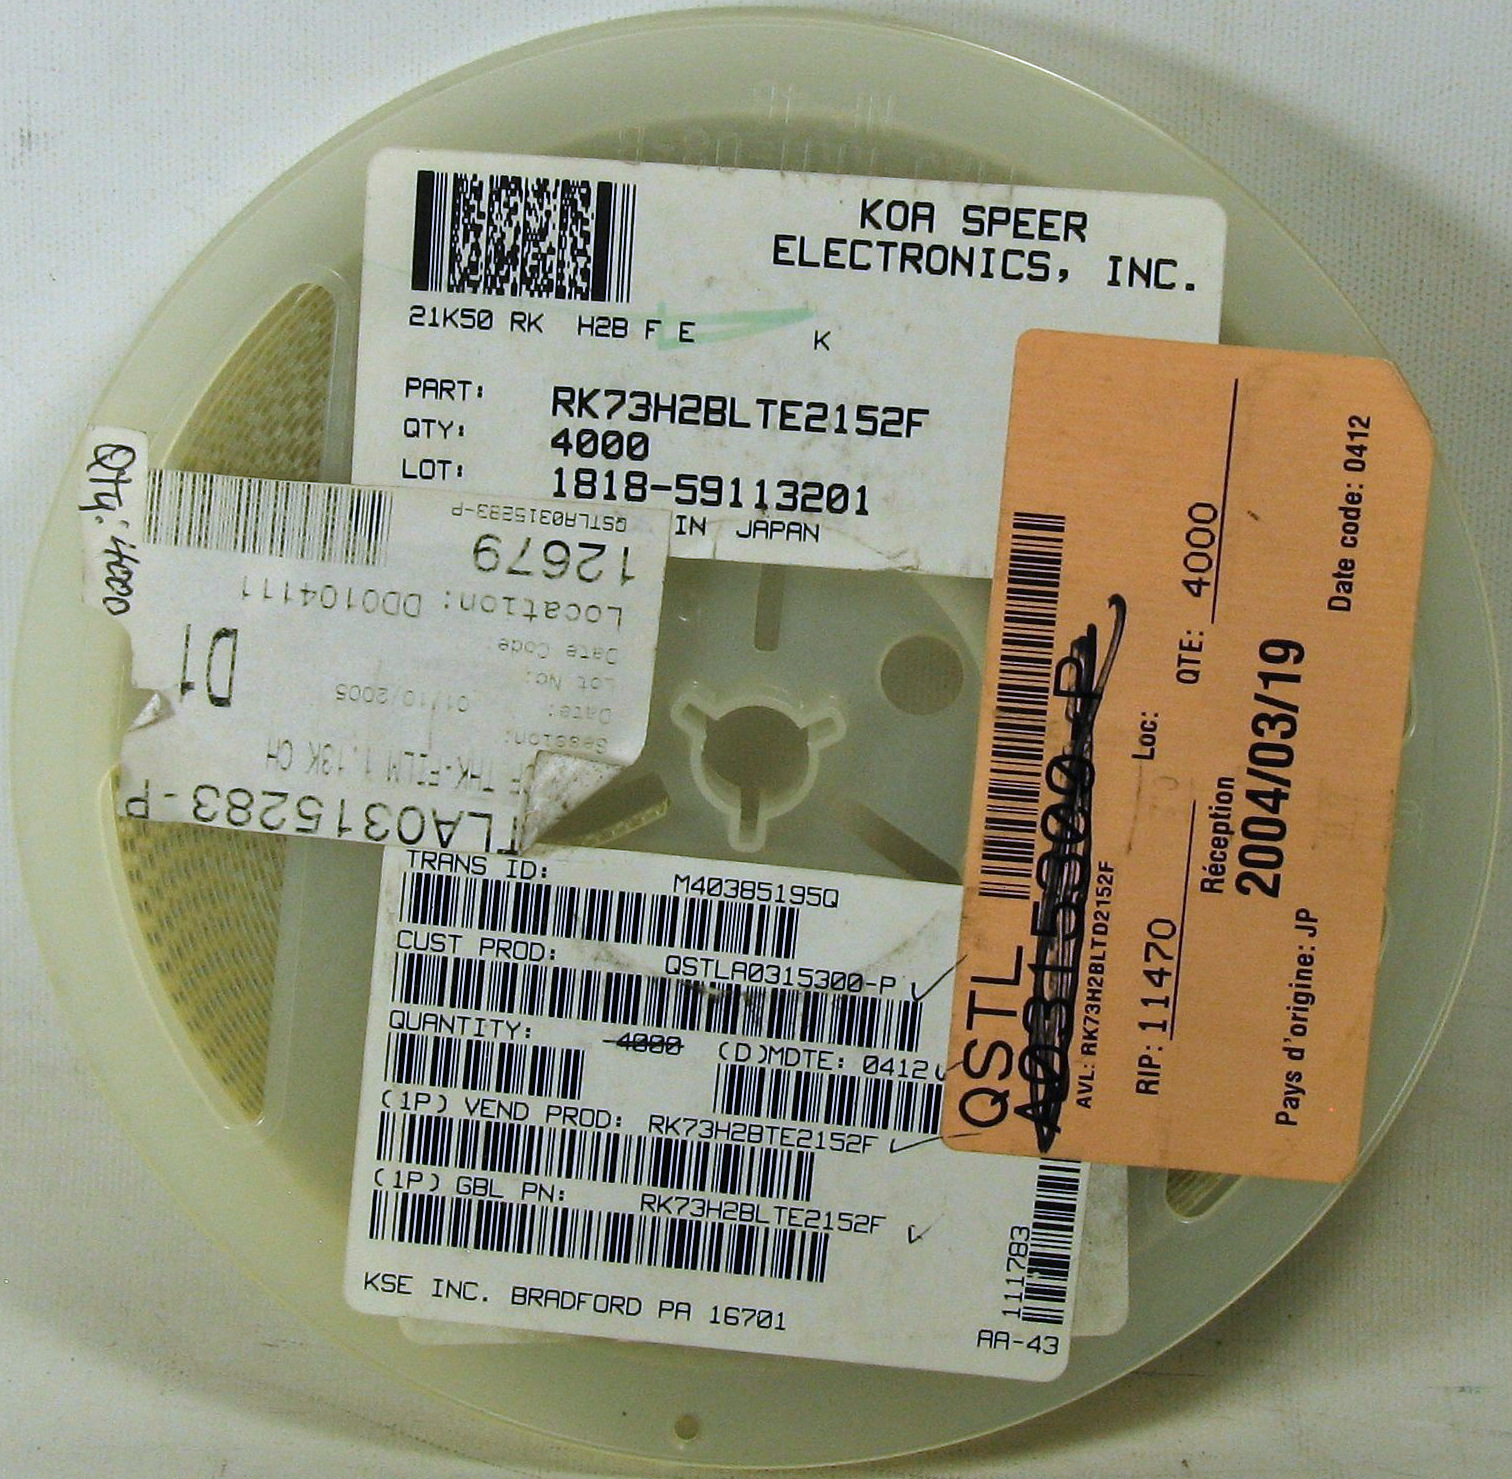 KOA SPEER
ELECTRONICS, INC.
21K50 RK H2B F E K
PART: RK73H2BLTE2152F
QTY: 4000
LOT: 1818-59113201
IN JAPAN
QTy: 4000
QSTLA0315283-P
12679
Location: DD0104111
Date Code
Lot No:
Date: 01/10/2005
Session:
D1
THK-FILM 1.13K CH
TLA0315283-P
TRANS ID: M40385195Q
CUST PROD: QSTLA0315300-P
QUANTITY: 4000 (D)MDTE: 0412
(1P) VEND PROD: RK73H2BTE2152F
(1P) GBL PN: RK73H2BLTE2152F
KSE INC. BRADFORD PA 16701
111783
AA-43
QSTL
A0315300-P
AVL: RK73H2BLTD2152F
RIP: 11470 Loc:
QTE: 4000
Réception
2004/03/19
Pays d'origine: JP Date code: 0412